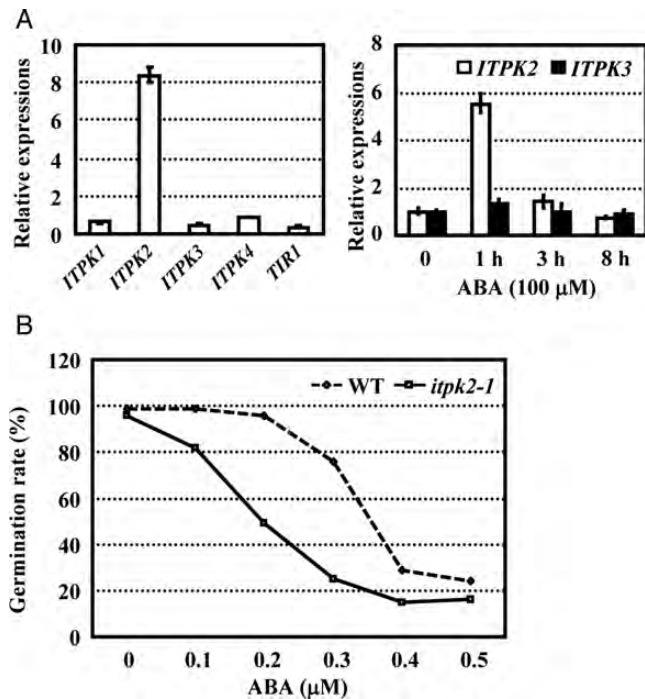 A
Relative expressions
10
8
6
4
2
0
ITPK1
ITPK2
ITPK3
ITPK4
TIR1
Relative expressions
8
6
4
2
0
ITPK2 ITPK3
0 1 h 3 h 8 h
ABA (100 μM)
B
Germination rate (%)
120
100
80
60
40
20
0
WT itpk2-1
0 0.1 0.2 0.3 0.4 0.5
ABA (μM)